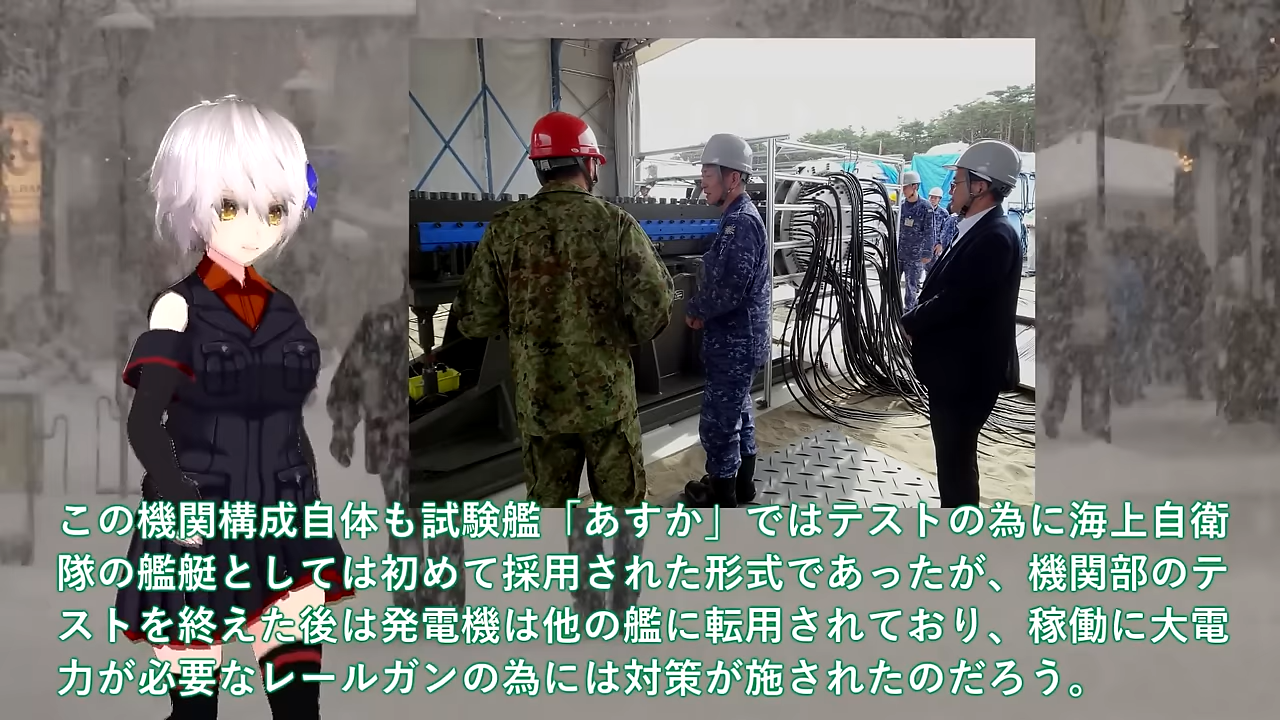 この機関構成自体も試験艦「あすか」ではテストの為に海上自衛
隊の艦艇としては初めて採用された形式であったが、機関部のテ
ストを終えた後は発電機は他の艦に転用されており、稼働に大電
力が必要なレールガンの為には対策が施されたのだろう。